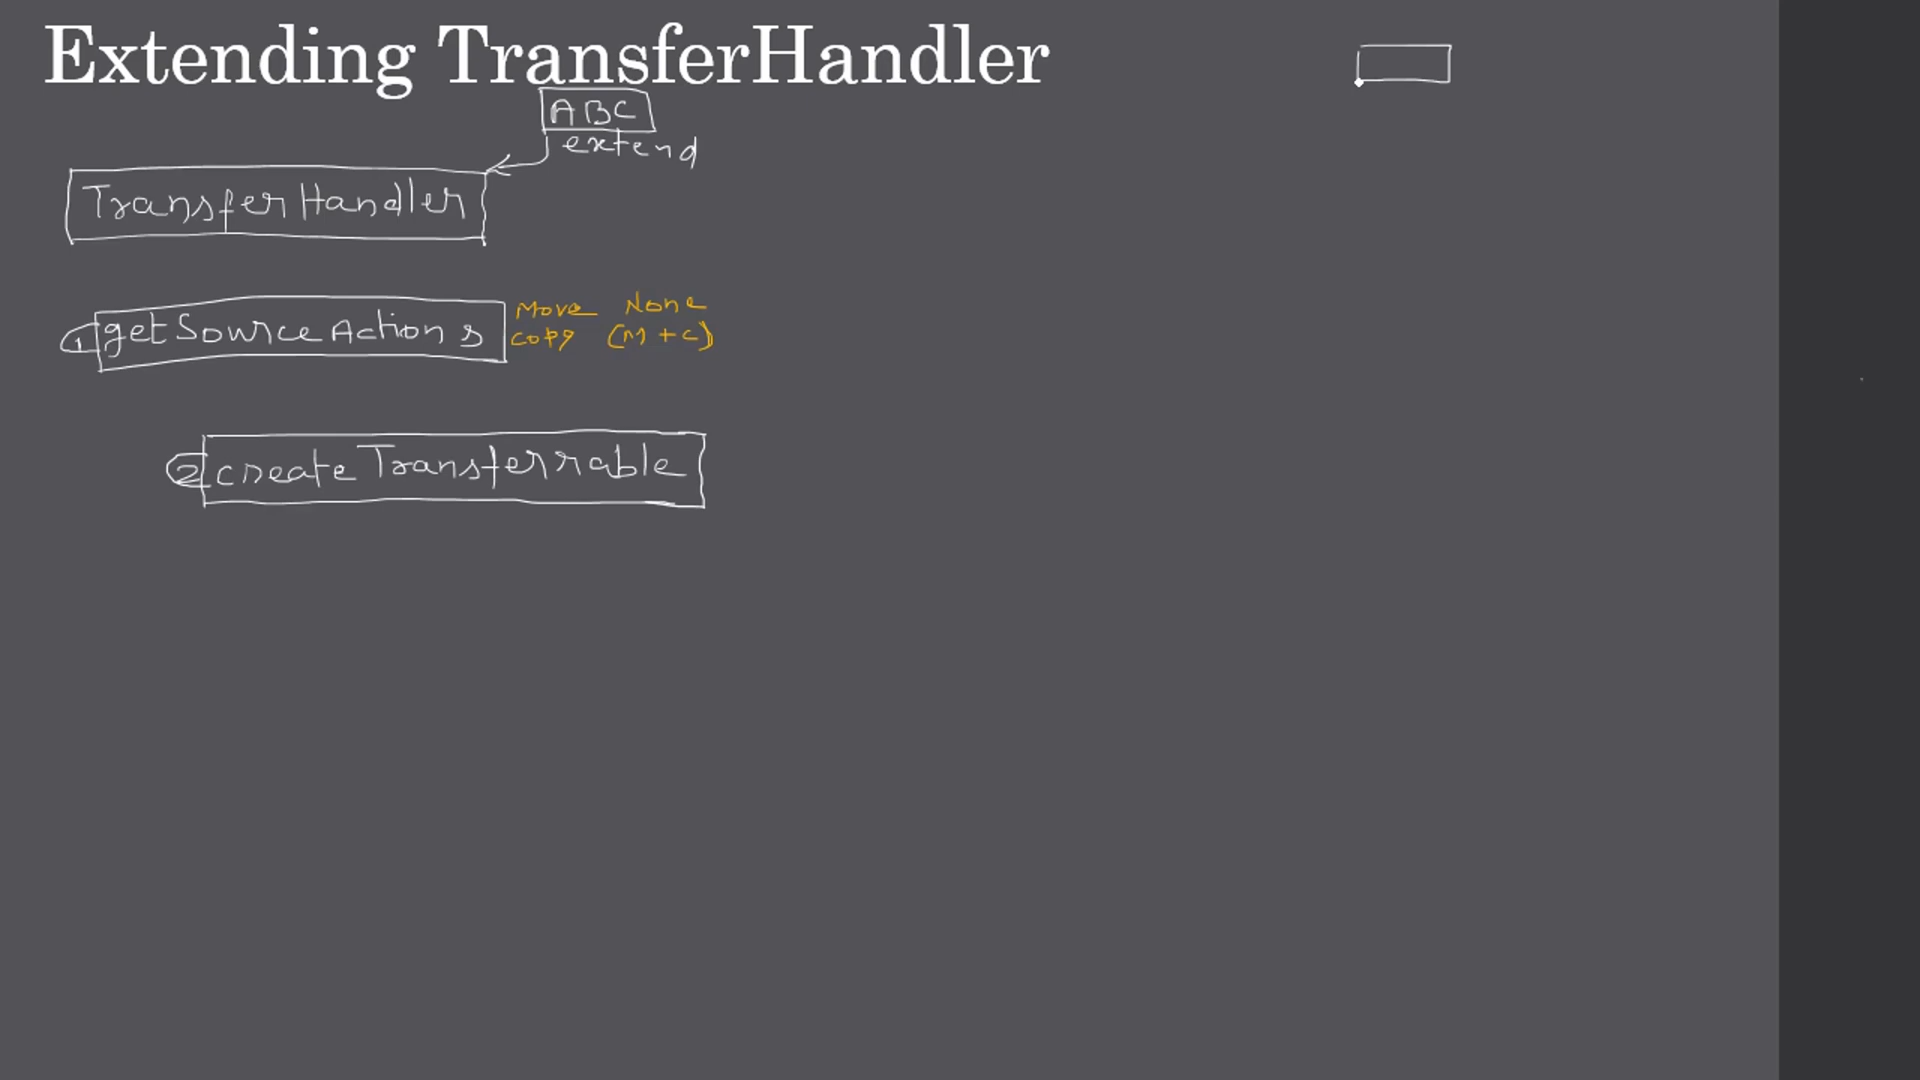 Extending TransferHandler
ABC
extend
TransferHandler
1 getSourceActions
Move None
Copy (M+C)
2 createTransferrable